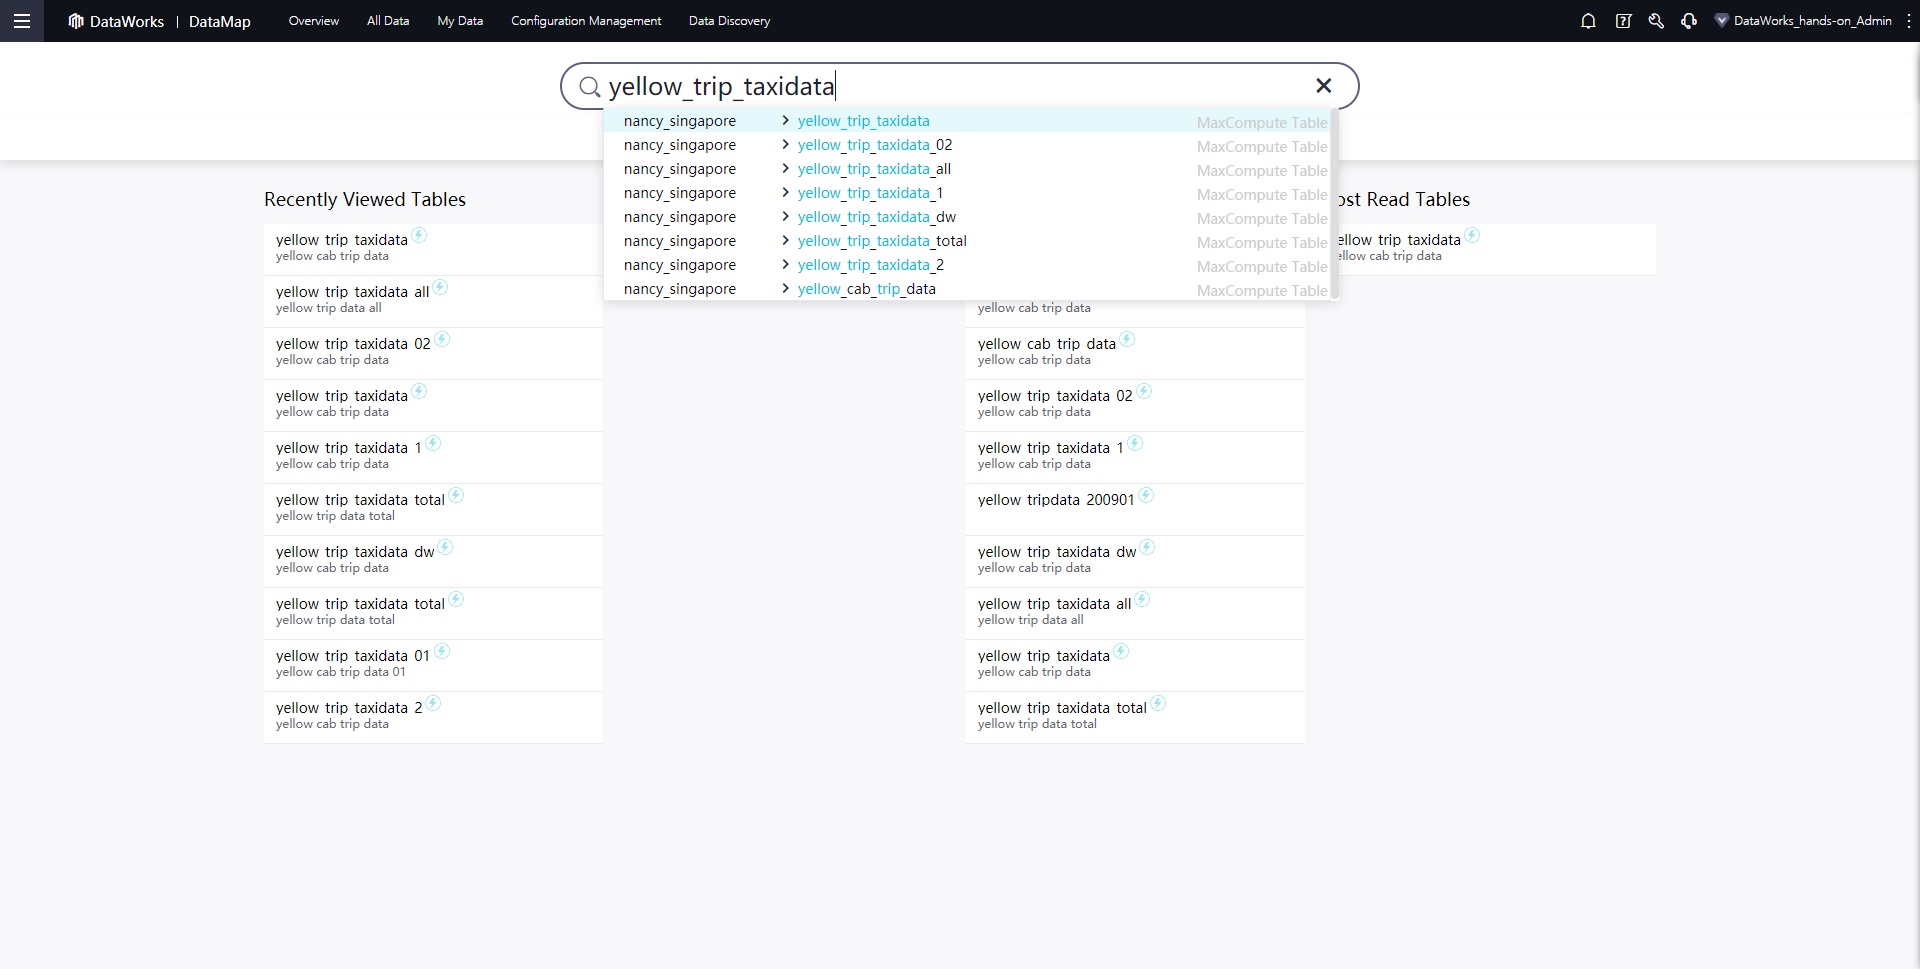 DataWorks | DataMap Overview All Data My Data Configuration Management Data Discovery DataWorks_hands-on_Admin
yellow_trip_taxidata
nancy_singapore > yellow_trip_taxidata MaxCompute Table
nancy_singapore > yellow_trip_taxidata_02 MaxCompute Table
nancy_singapore > yellow_trip_taxidata_all MaxCompute Table
nancy_singapore > yellow_trip_taxidata_1 MaxCompute Table
nancy_singapore > yellow_trip_taxidata_dw MaxCompute Table
nancy_singapore > yellow_trip_taxidata_total MaxCompute Table
nancy_singapore > yellow_trip_taxidata_2 MaxCompute Table
nancy_singapore > yellow_cab_trip_data MaxCompute Table
Recently Viewed Tables
yellow trip taxidata
yellow cab trip data
yellow trip taxidata all
yellow trip data all
yellow trip taxidata 02
yellow cab trip data
yellow trip taxidata
yellow cab trip data
yellow trip taxidata 1
yellow cab trip data
yellow trip taxidata total
yellow trip data total
yellow trip taxidata dw
yellow cab trip data
yellow trip taxidata total
yellow trip data total
yellow trip taxidata 01
yellow cab trip data 01
yellow trip taxidata 2
yellow cab trip data
yellow cab trip data
yellow cab trip data
yellow cab trip data
yellow trip taxidata 02
yellow cab trip data
yellow trip taxidata 1
yellow cab trip data
yellow tripdata 200901
yellow trip taxidata dw
yellow cab trip data
yellow trip taxidata all
yellow trip data all
yellow trip taxidata
yellow cab trip data
yellow trip taxidata total
yellow trip data total
ost Read Tables
ellow trip taxidata
ellow cab trip data